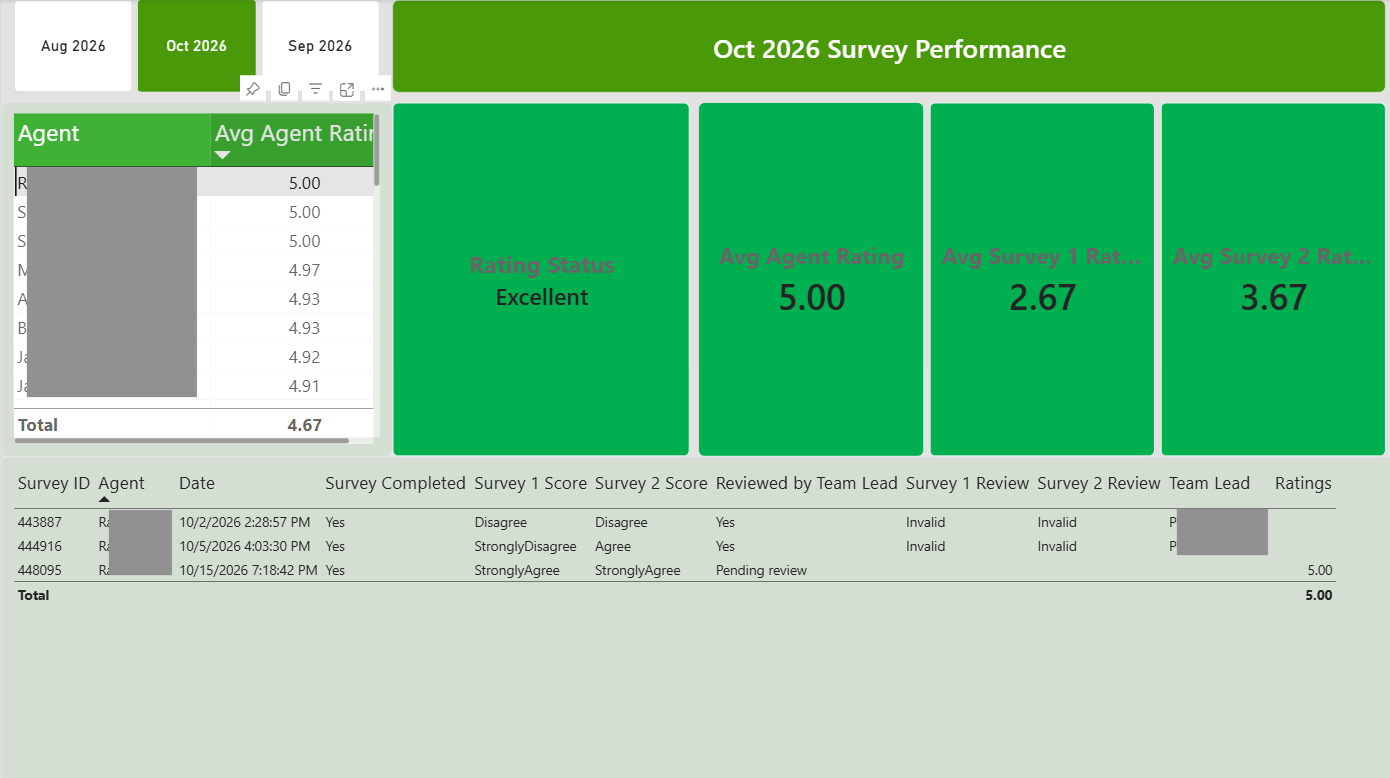 Aug 2026
Oct 2026
Sep 2026
Oct 2026 Survey Performance
Agent Avg Agent Ratin
R 5.00
S 5.00
S 5.00
M 4.97
A 4.93
B 4.93
Ja 4.92
Ja 4.91
Total 4.67
Rating Status
Excellent
Avg Agent Rating
5.00
Avg Survey 1 Rat...
2.67
Avg Survey 2 Rat...
3.67
Survey ID Agent Date Survey Completed Survey 1 Score Survey 2 Score Reviewed by Team Lead Survey 1 Review Survey 2 Review Team Lead Ratings
443887 Ra 10/2/2026 2:28:57 PM Yes Disagree Disagree Yes Invalid Invalid P
444916 Ra 10/5/2026 4:03:30 PM Yes StronglyDisagree Agree Yes Invalid Invalid P
448095 Ra 10/15/2026 7:18:42 PM Yes StronglyAgree StronglyAgree Pending review 5.00
Total 5.00